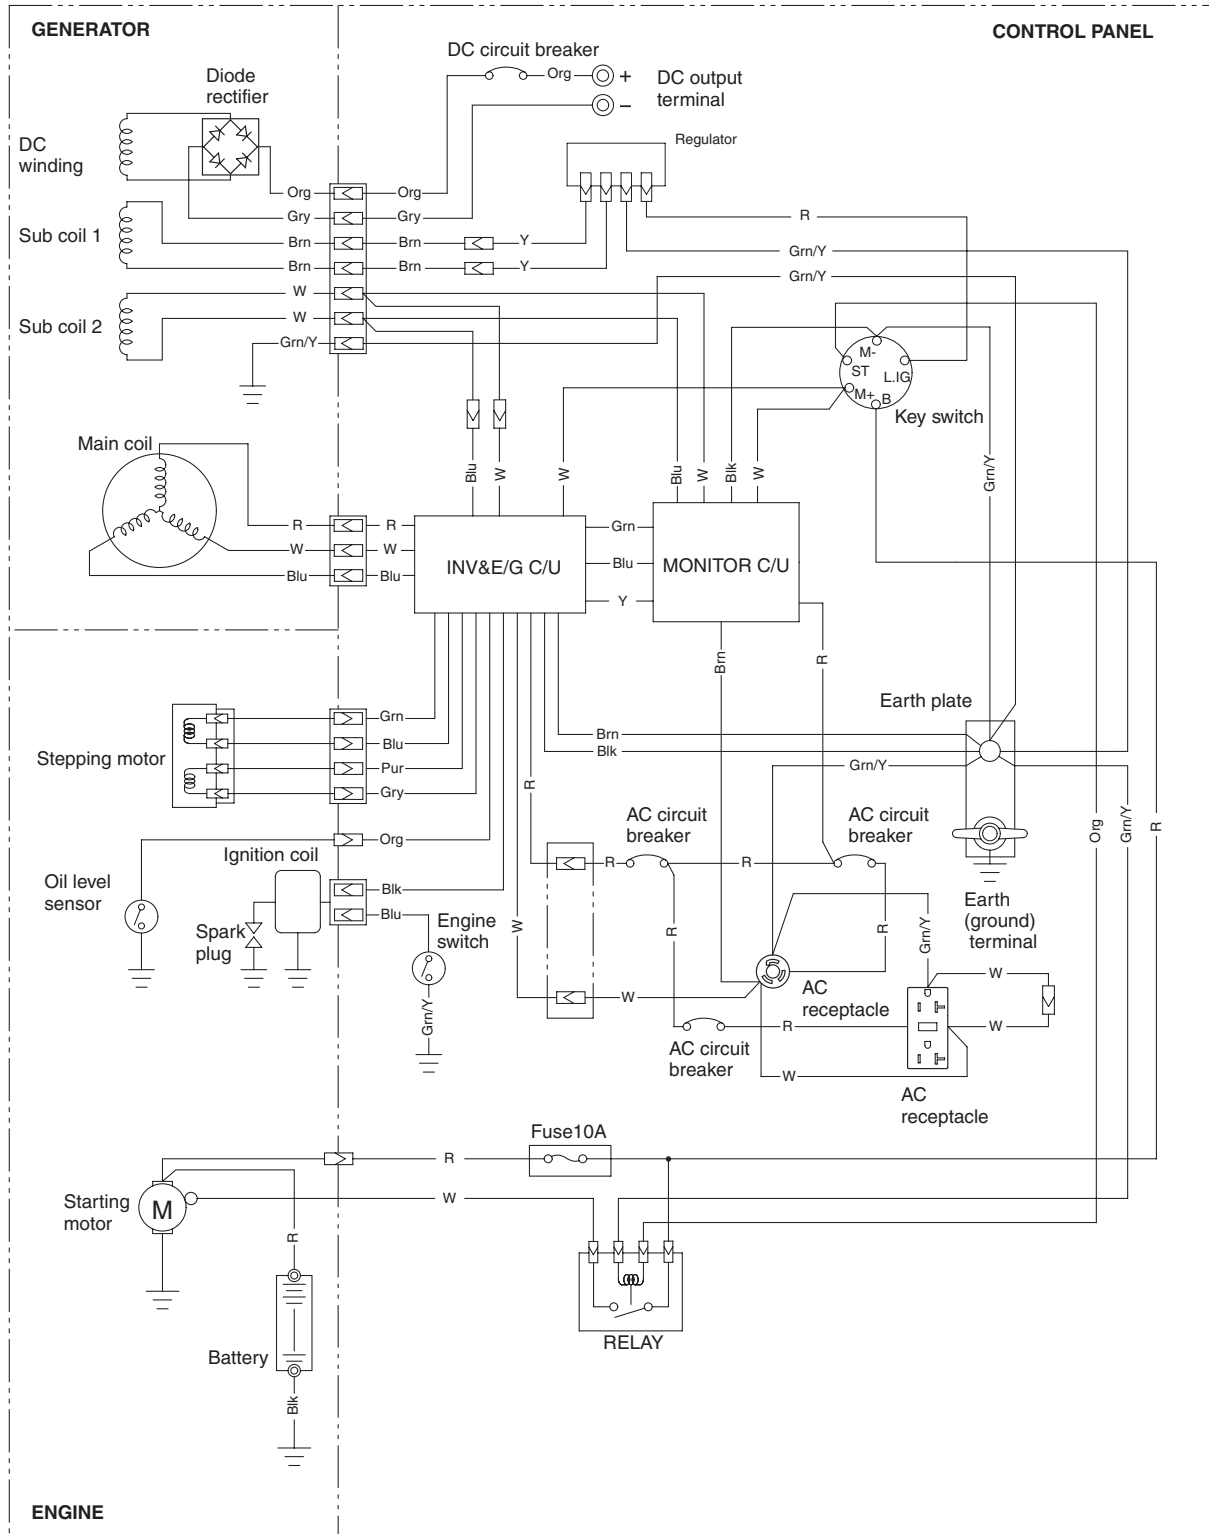 GENERATOR
CONTROL PANEL
DC circuit breaker
Org
+
DC output
terminal
−
Diode
rectifier
Regulator
DC
winding
Org
Org
R
Gry
Gry
Sub coil 1
Brn
Brn
Y
Grn/Y
Brn
Brn
Y
Grn/Y
W
Sub coil 2
W
Grn/Y
M-
ST
L.IG
M+
B
Key switch
Main coil
Blu
W
W
Blu
W
Blk
W
Grn/Y
R
R
Grn
W
W
INV&E/G C/U
Blu
MONITOR C/U
Blu
Blu
Y
Brn
R
Earth plate
Grn
Brn
Blu
Blk
Stepping motor
Pur
Grn/Y
Gry
R
AC circuit
breaker
AC circuit
breaker
Org
Grn/Y
R
Org
Ignition coil
R
R
Oil level
sensor
Blk
Earth
(ground)
terminal
Blu
Engine
switch
Spark
plug
W
R
R
Grn/Y
W
AC
receptacle
W
Grn/Y
R
W
AC circuit
breaker
W
AC
receptacle
Fuse10A
R
W
Starting
motor
M
R
RELAY
Battery
Blk
ENGINE